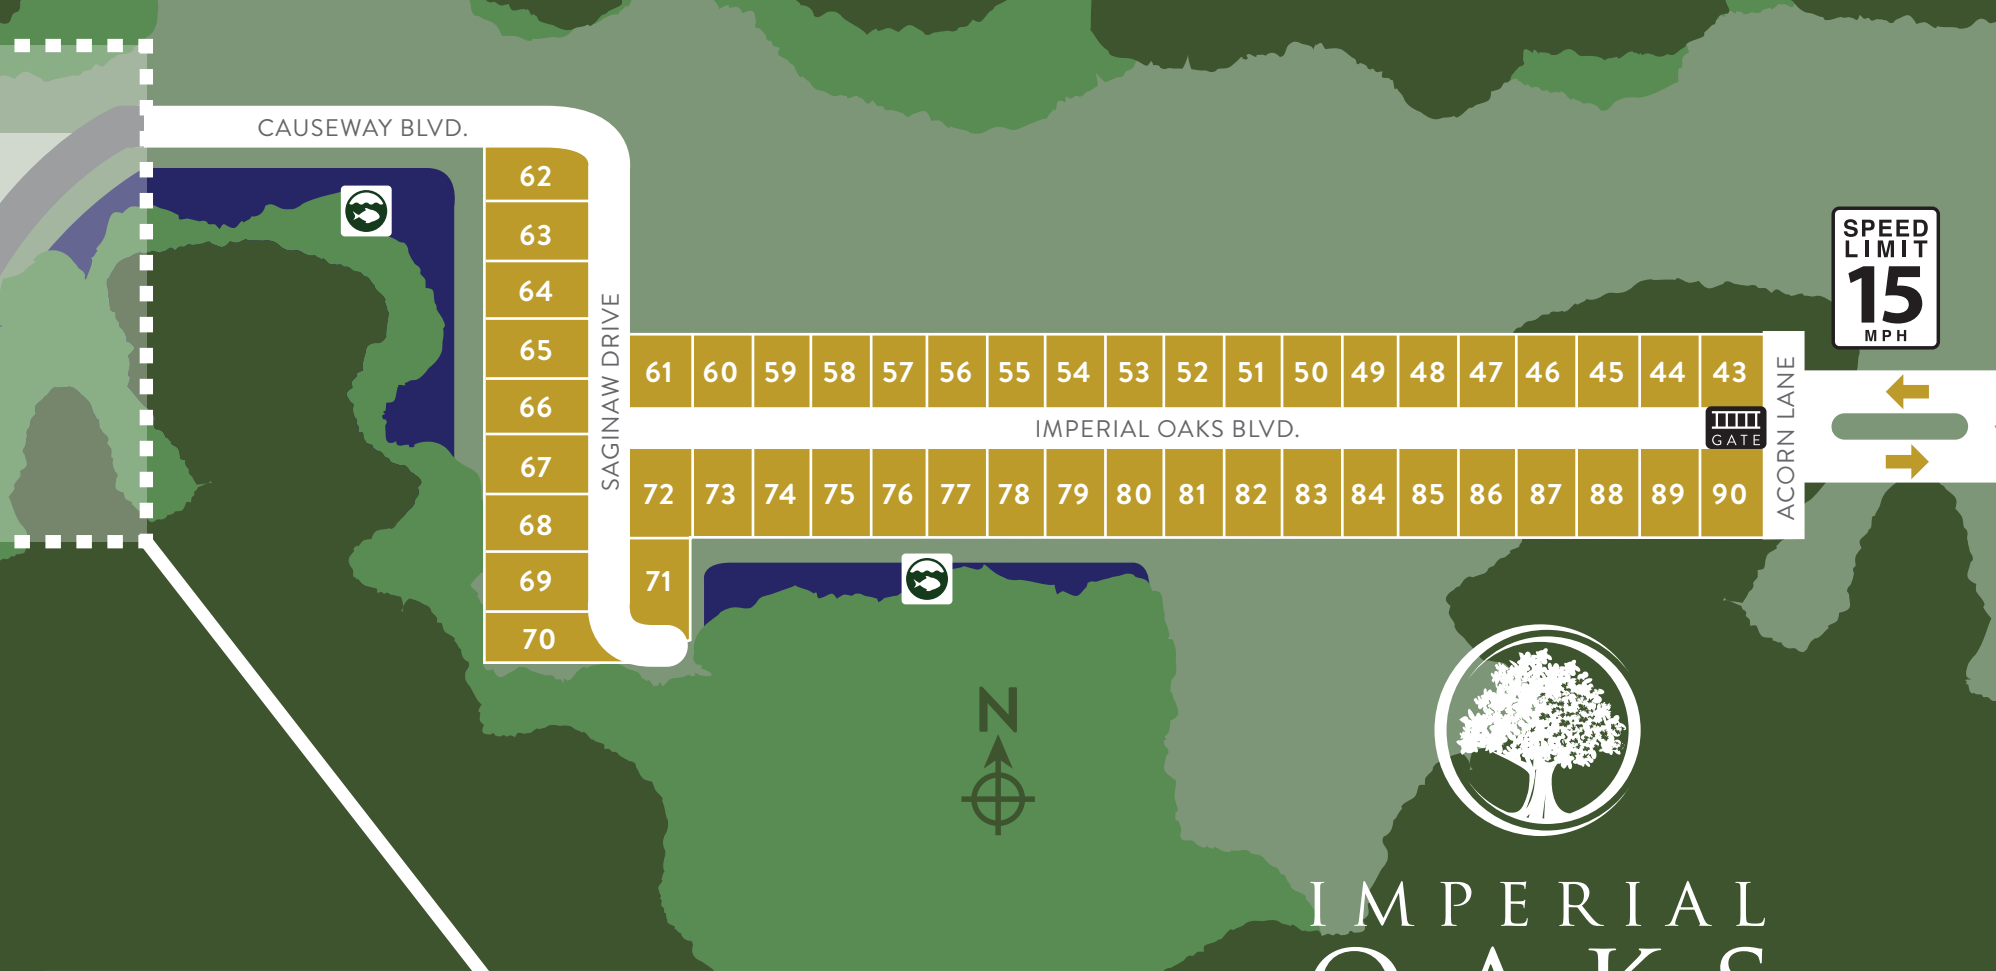 CAUSEWAY BLVD.
62
63
64
65
66
67
68
69
70
SAGINAW DRIVE
61 60 59 58 57 56 55 54 53 52 51 50 49 48 47 46 45 44 43
IMPERIAL OAKS BLVD.
GATE
72 73 74 75 76 77 78 79 80 81 82 83 84 85 86 87 88 89 90
71
ACORN LANE
SPEED
LIMIT
15
MPH
N
IMPERIAL
OAKS